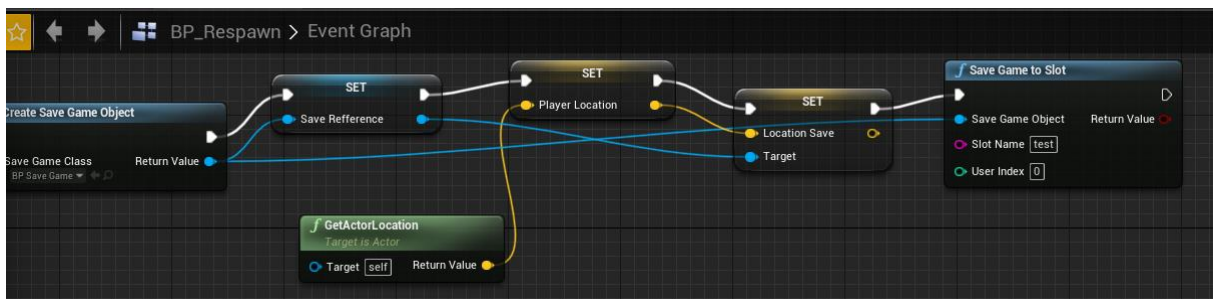 BP_Respawn > Event Graph
Create Save Game Object
Save Game Class
BP Save Game
Return Value
SET
Save Refference
SET
Player Location
SET
Location Save
Target
Save Game to Slot
Save Game Object
Return Value
Slot Name test
User Index 0
f GetActorLocation
Target is Actor
Target self
Return Value